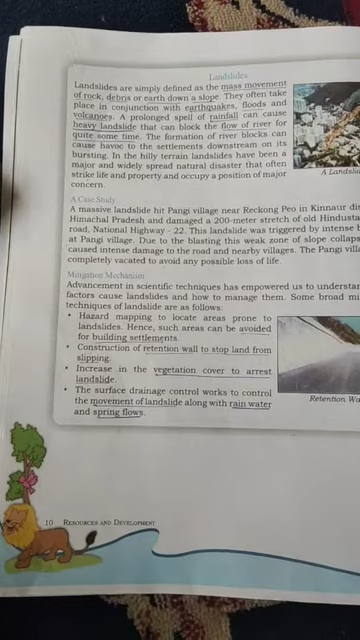 Landslides
Landslides are simply defined as the mass movement
of rock, debris or earth down a slope. They often take
place in conjunction with earthquakes, floods and
volcanoes. A prolonged spell of rainfall can cause
heavy landslide that can block the flow of river for
quite some time. The formation of river blocks can
cause havoc to the settlements downstream on its
bursting. In the hilly terrain landslides have been a
major and widely spread natural disaster that often
strike life and property and occupy a position of major
concern.
A Landslide
A Case Study
A massive landslide hit Pangi village near Reckong Peo in Kinnaur
Himachal Pradesh and damaged a 200-meter stretch of old
road, National Highway - 22. This landslide was triggered by intense
at Pangi village. Due to the blasting this weak zone of slope
caused intense damage to the road and nearby villages. The Pangi
completely vacated to avoid any possible loss of life.
Mitigation Mechanism
Advancement in scientific techniques has empowered us to
factors cause landslides and how to manage them. Some broad
techniques of landslide are as follows:
• Hazard mapping to locate areas prone to
landslides. Hence, such areas can be avoided
for building settlements.
• Construction of retention wall to stop land from
slipping.
• Increase in the vegetation cover to arrest
landslide.
• The surface drainage control works to control
the movement of landslide along with rain water
and spring flows.
Retention
10 Resources and Development